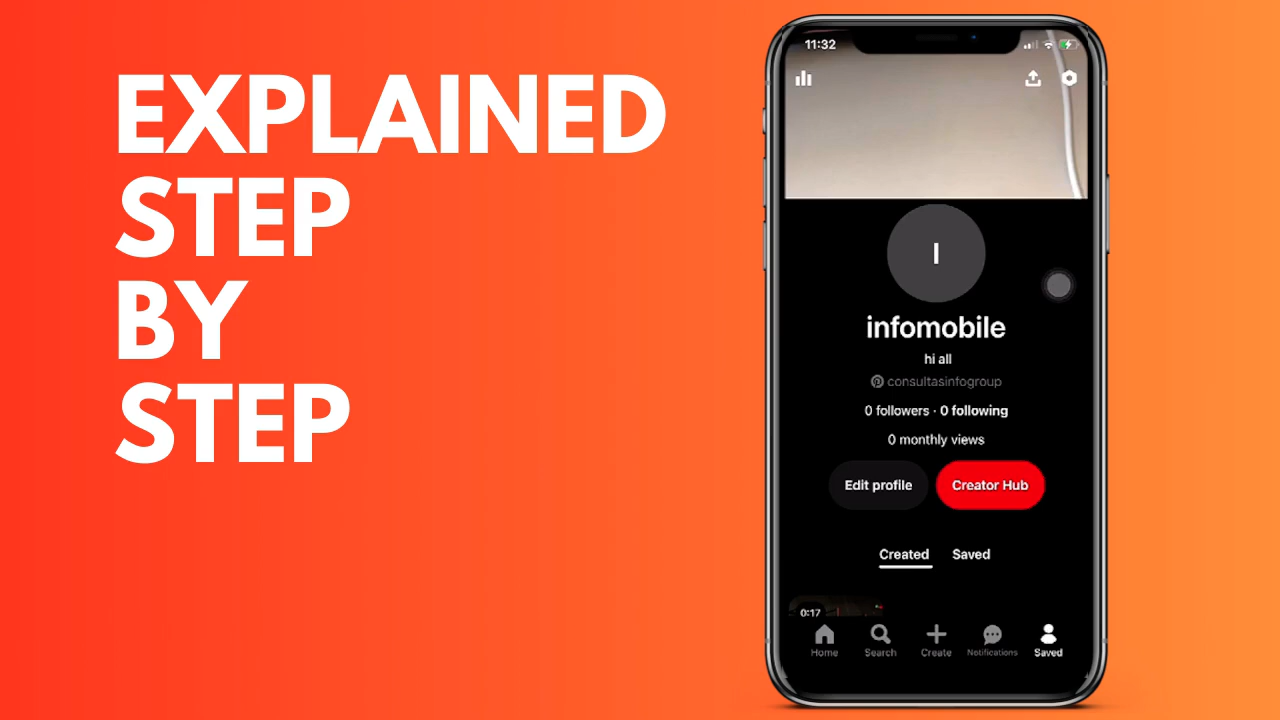 EXPLAINED
STEP
BY
STEP
11:32
I
infomobile
hi all
consultasinfogroup
0 followers · 0 following
0 monthly views
Edit profile
Creator Hub
Created
Saved
0:17
Home
Search
Create
Notifications
Saved